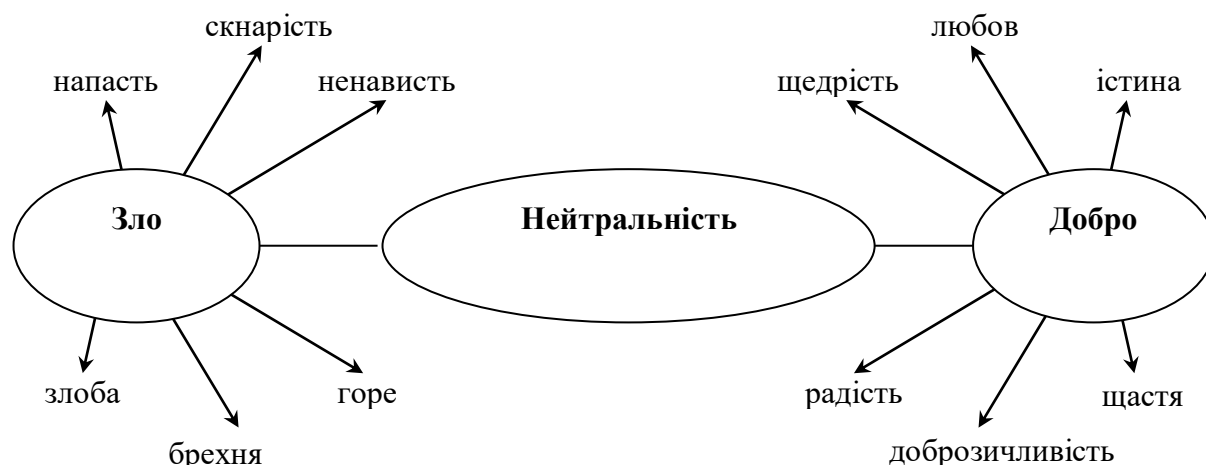 скнарість
любов
напасть
ненависть
щедрість
істина
Зло
Нейтральність
Добро
злоба
горе
радість
щастя
брехня
доброзичливість